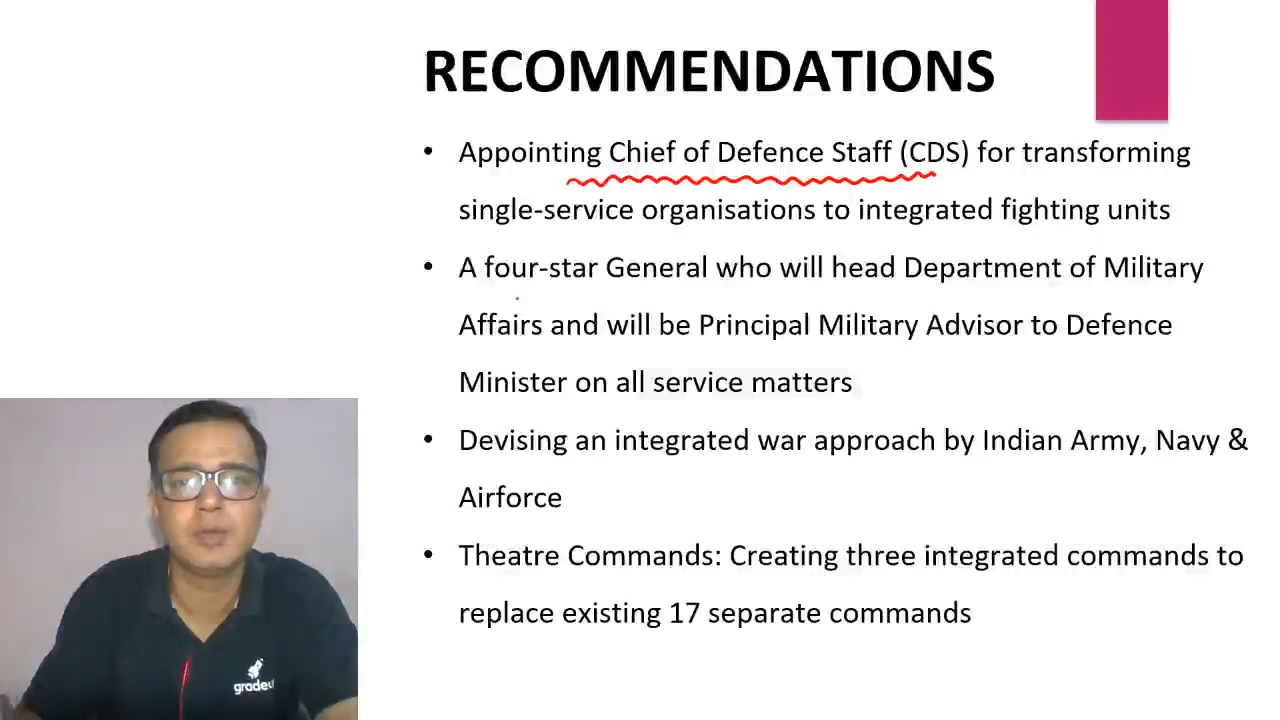 RECOMMENDATIONS
• Appointing Chief of Defence Staff (CDS) for transforming
single-service organisations to integrated fighting units
• A four-star General who will head Department of Military
Affairs and will be Principal Military Advisor to Defence
Minister on all service matters
• Devising an integrated war approach by Indian Army, Navy &
Airforce
• Theatre Commands: Creating three integrated commands to
replace existing 17 separate commands